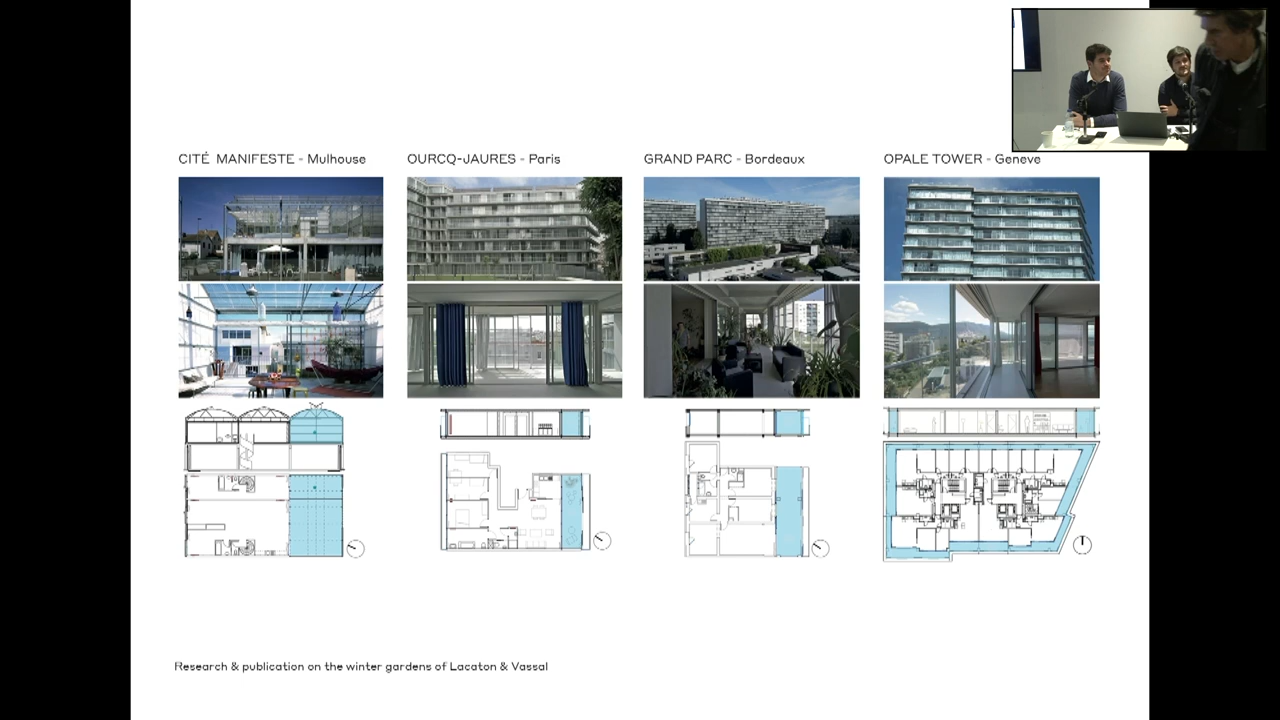 CITÉ MANIFESTE - Mulhouse
OURCQ-JAURES - Paris
GRAND PARC - Bordeaux
OPALE TOWER - Geneve
Research & publication on the winter gardens of Lacaton & Vassal